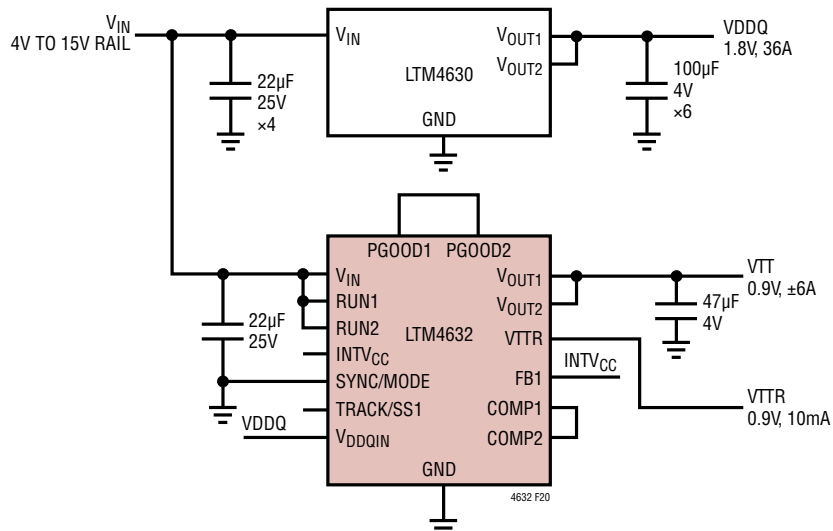 VIN
4V TO 15V RAIL
22µF
25V
×4
VIN
LTM4630
VOUT1
VOUT2
GND
100µF
4V
×6
VDDQ
1.8V, 36A
PGOOD1 PGOOD2
VIN
RUN1
RUN2
INTVCC
SYNC/MODE
TRACK/SS1
VDDQIN
LTM4632
VOUT1
VOUT2
VTTR
FB1
COMP1
COMP2
GND
22µF
25V
VDDQ
47µF
4V
INTVCC
VTT
0.9V, ±6A
VTTR
0.9V, 10mA
4632 F20